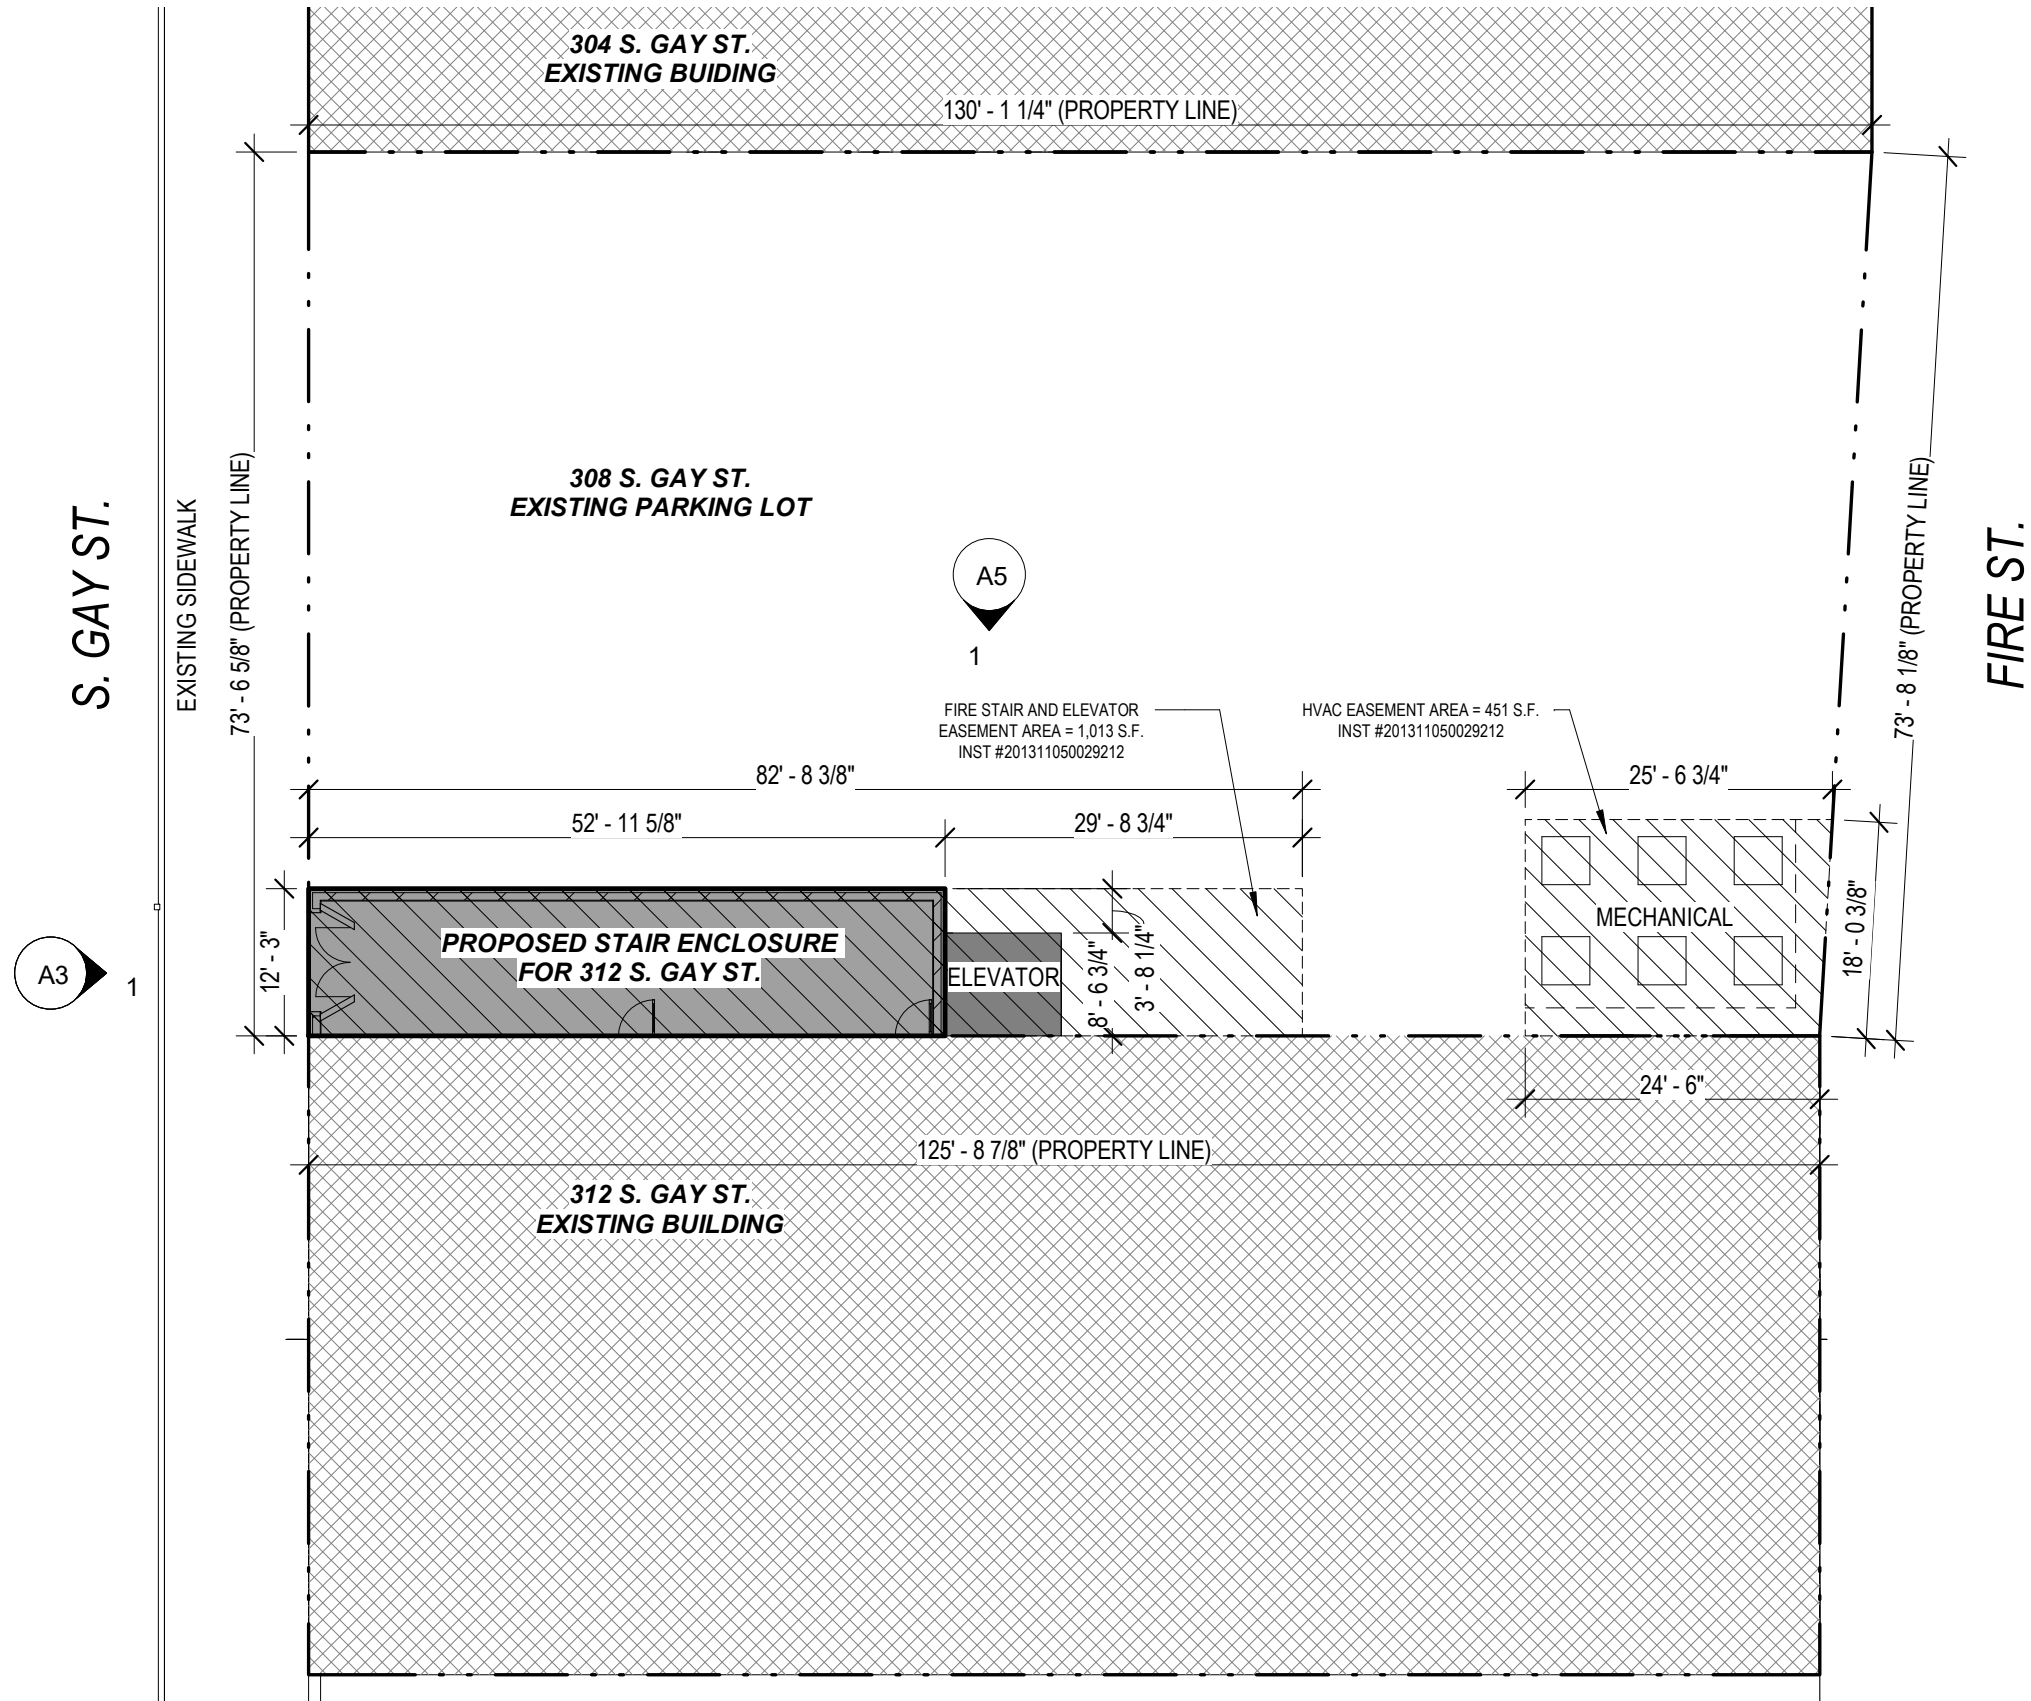 304 S. GAY ST.
EXISTING BUIDING
130' - 1 1/4" (PROPERTY LINE)
S. GAY ST.
EXISTING SIDEWALK
73' - 6 5/8" (PROPERTY LINE)
308 S. GAY ST.
EXISTING PARKING LOT
A5
1
73' - 8 1/8" (PROPERTY LINE)
FIRE ST.
FIRE STAIR AND ELEVATOR
EASEMENT AREA = 1,013 S.F.
INST #201311050029212
HVAC EASEMENT AREA = 451 S.F.
INST #201311050029212
82' - 8 3/8"
25' - 6 3/4"
52' - 11 5/8"
29' - 8 3/4"
A3
1
12' - 3"
PROPOSED STAIR ENCLOSURE
FOR 312 S. GAY ST.
ELEVATOR
8' - 6 3/4"
3' - 8 1/4"
MECHANICAL
18' - 0 3/8"
24' - 6"
125' - 8 7/8" (PROPERTY LINE)
312 S. GAY ST.
EXISTING BUILDING